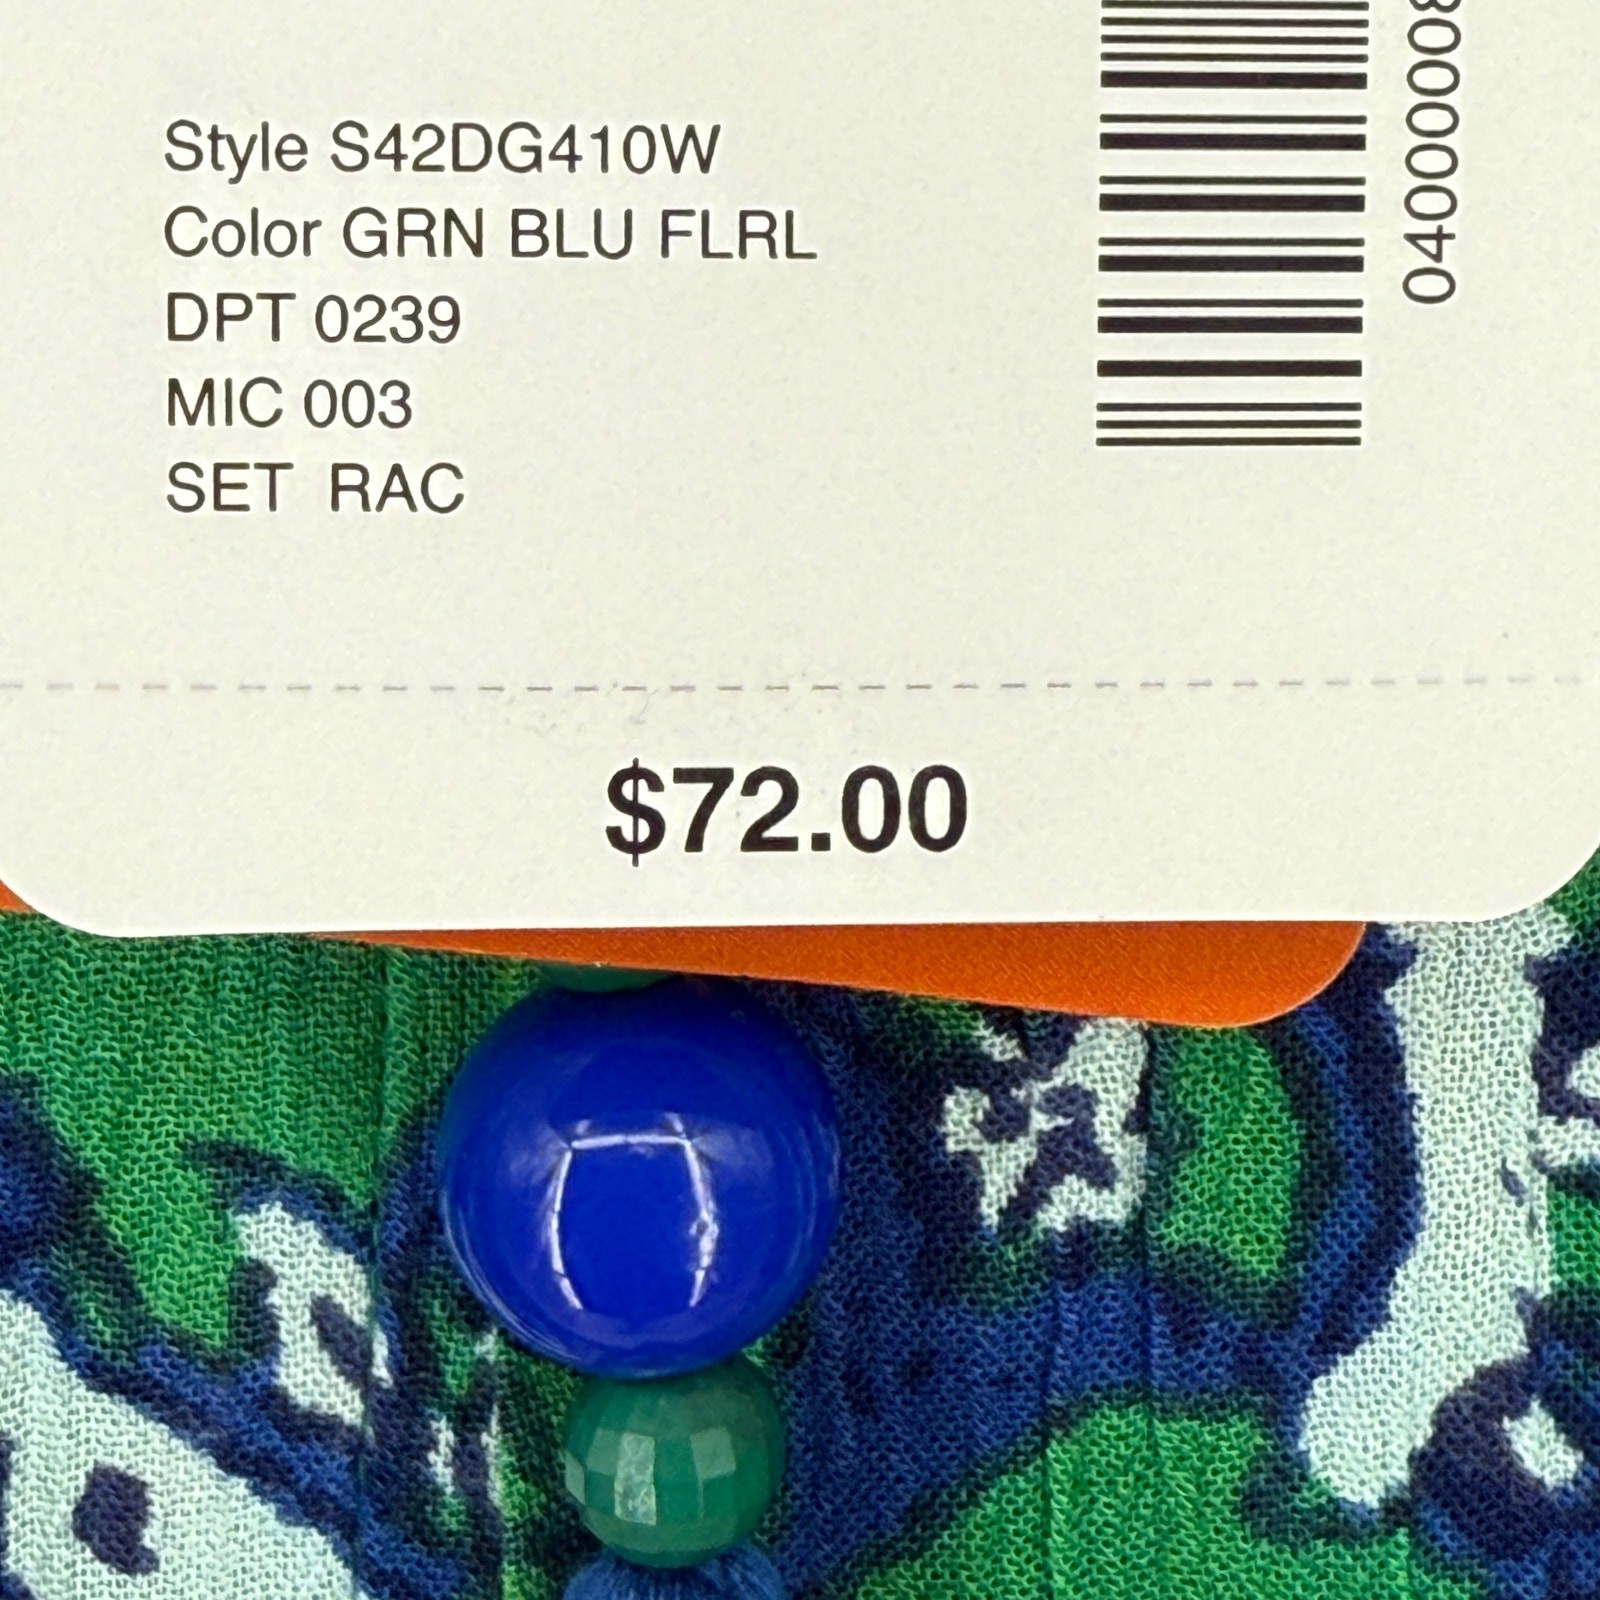 Style S42DG410W
Color GRN BLU FLRL
DPT 0239
MIC 003
SET RAC
$72.00
04000008